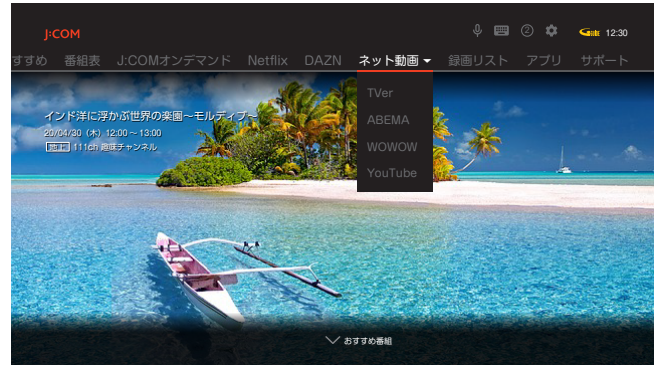 J:COM
② G-GUIDE 12:30
すすめ 番組表 J:COMオンデマンド Netflix DAZN ネット動画 録画リスト アプリ サポート
TVer
ABEMA
WOWOW
YouTube
インド洋に浮かぶ世界の楽園～モルディブ～
20/04/30 (木) 12:00～13:00
111ch 趣味チャンネル
おすすめ番組